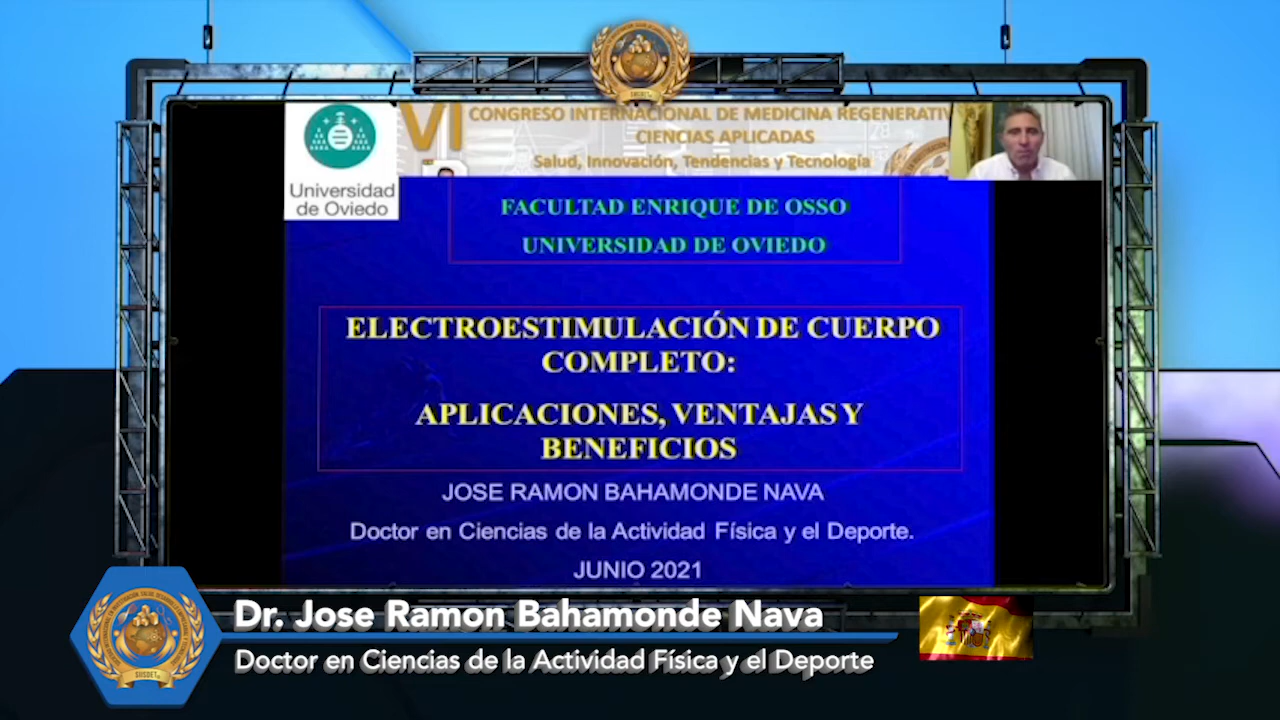 VI
CONGRESO INTERNACIONAL DE MEDICINA REGENERATIV
CIENCIAS APLICADAS
Salud, Innovación, Tendencias y Tecnología
Universidad
de Oviedo
FACULTAD ENRIQUE DE OSSO
UNIVERSIDAD DE OVIEDO
ELECTROESTIMULACIÓN DE CUERPO
COMPLETO:
APLICACIONES, VENTAJAS Y
BENEFICIOS
JOSE RAMON BAHAMONDE NAVA
Doctor en Ciencias de la Actividad Física y el Deporte.
JUNIO 2021
Dr. Jose Ramon Bahamonde Nava
Doctor en Ciencias de la Actividad Física y el Deporte